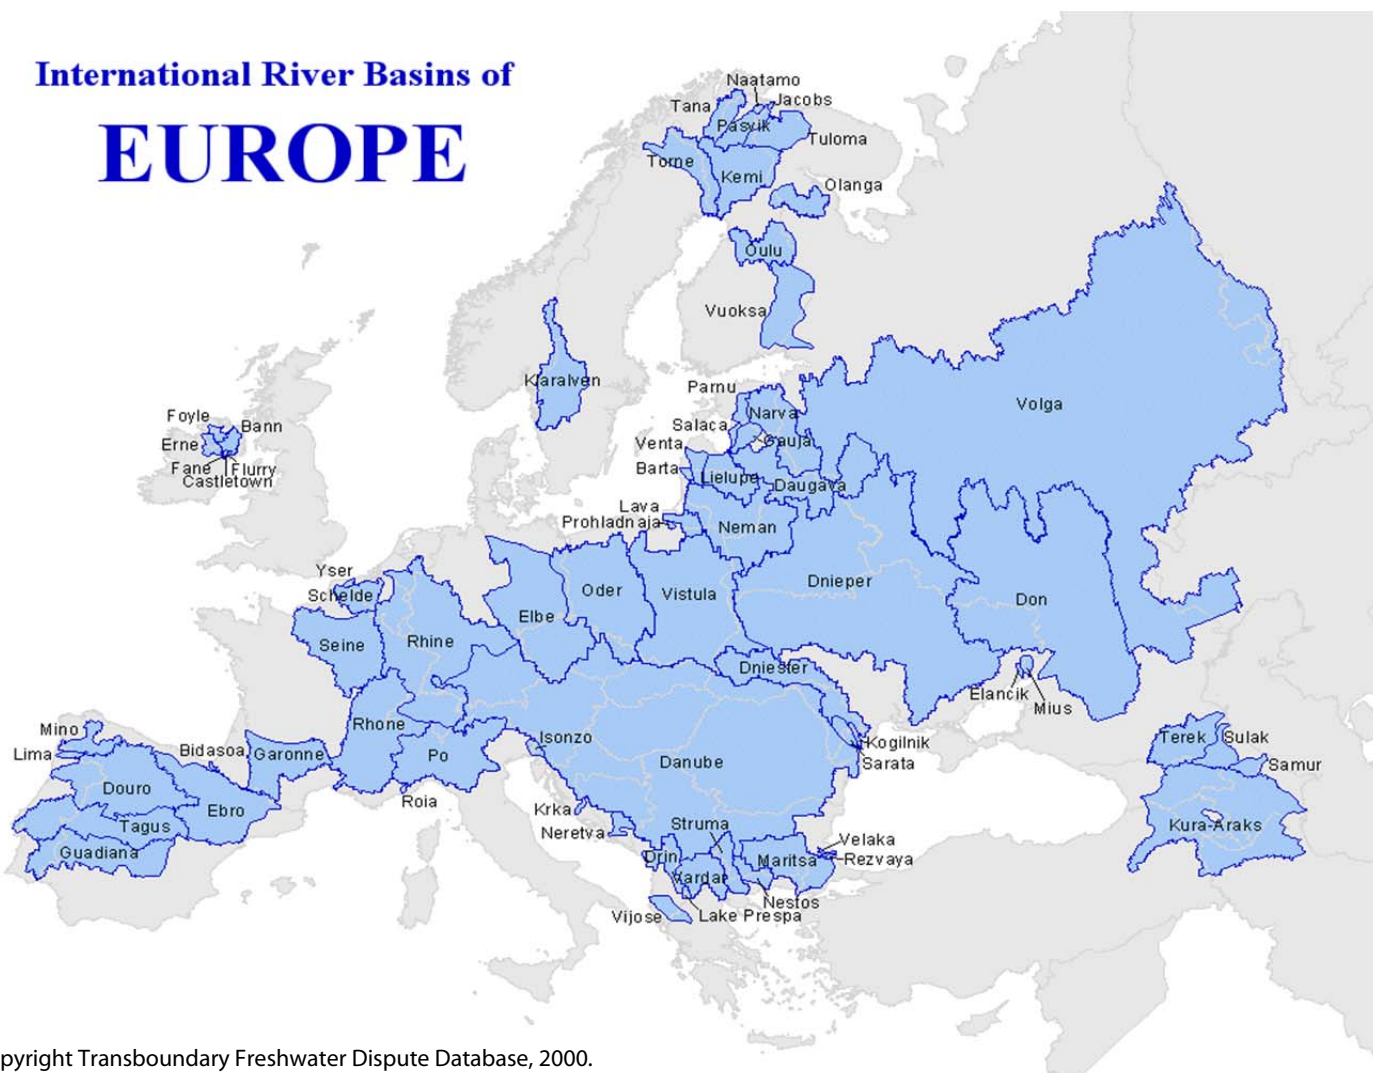 International River Basins of
EUROPE
Naatamo
Tana
Jacobs
Pasvik
Tuloma
Torne
Kemi
Olanga
Oulu
Vuoksa
Klaralven
Parnu
Narva
Volga
Foyle
Bann
Salaca
Gauja
Erne
Venta
Fane
Flurry
Barta
Castletown
Lielupe
Daugava
Lava
Prohladnaja
Neman
Yser
Schelde
Dnieper
Oder
Vistula
Don
Elbe
Seine
Rhine
Dniester
Elancik
Mius
Mino
Rhone
Isonzo
Kogilnik
Terek
Sulak
Lima
Bidasoa
Garonne
Po
Danube
Sarata
Samur
Douro
Roia
Ebro
Krka
Tagus
Neretva
Struma
Kura-Araks
Velaka
Guadiana
Drin
Maritsa
Rezvaya
Vardar
Nestos
Vijose
Lake Prespa
pyright Transboundary Freshwater Dispute Database, 2000.